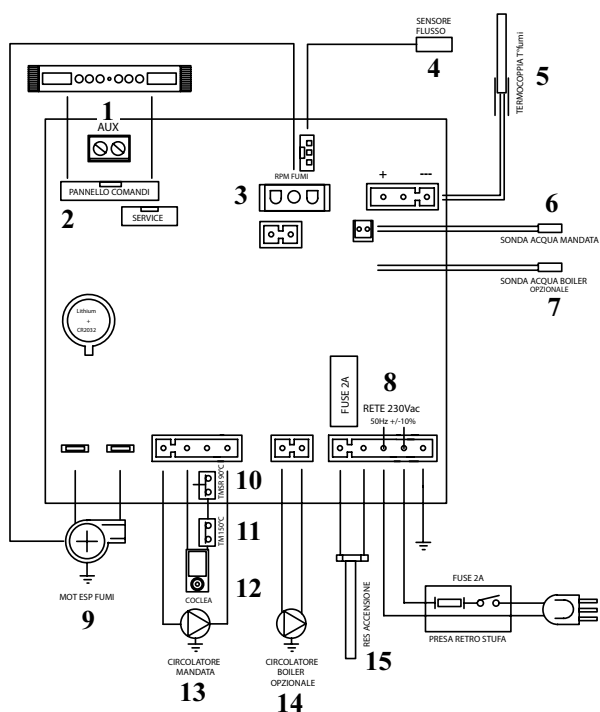 SENSORE
FLUSSO
4
TERMOCOPPIA T°fumi
5
1
AUX
PANNELLO COMANDI
2
SERVICE
RPM FUMI
3
+
---
6
SONDA ACQUA MANDATA
SONDA ACQUA BOILER
OPZIONALE
7
Lithium
+
CR2032
FUSE 2A
8
RETE 230Vac
50Hz +/-10%
TMSR 90°C
10
TM 150°C
11
COCLEA
12
MOT ESP FUMI
9
CIRCOLATORE
MANDATA
13
CIRCOLATORE
BOILER
OPZIONALE
14
RES ACCENSIONE
15
FUSE 2A
PRESA RETRO STUFA